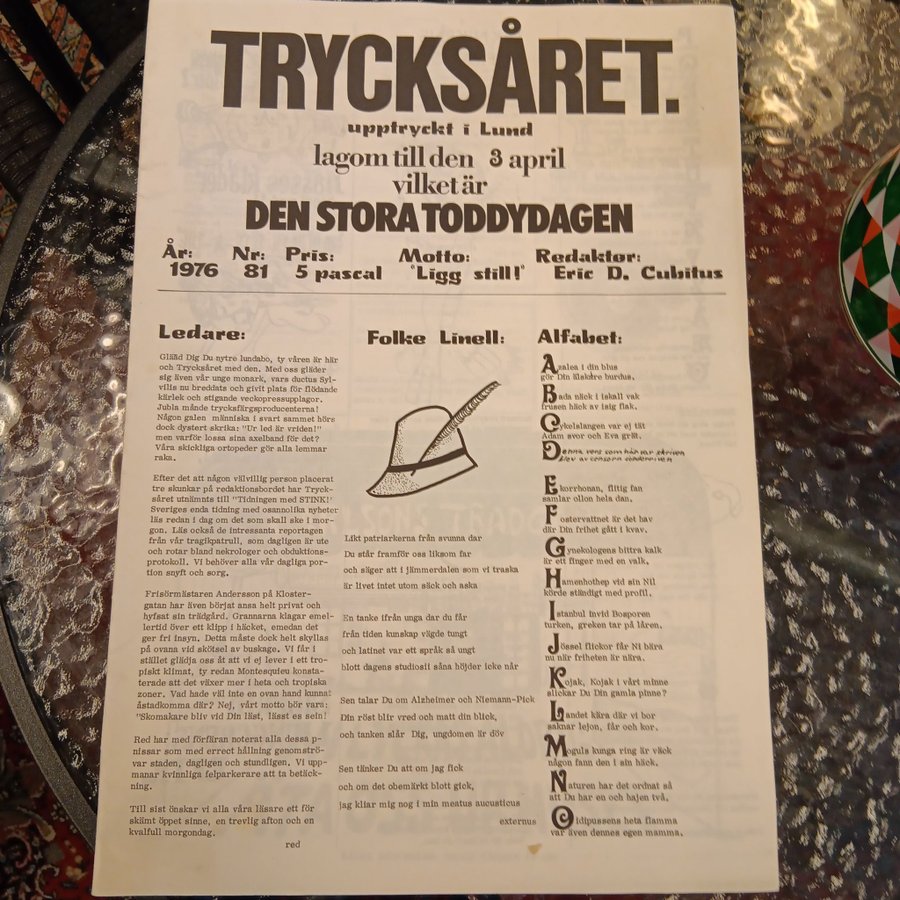 TRYCKSÅRET.
upptryckt i Lund
lagom till den 3 april
vilket är
DEN STORA TODDYDAGEN
År: Nr: Pris: Motto: Redaktør:
1976 81 5 pascal "Ligg still!" Eric D. Cubitus
Ledare:
Glääd Dig Du nytre lundabo, ty våren är här
och Trycksåret med den. Med oss gläder
sig även vår unge monark, vars ductus Syl-
vilis nu breddats och givit plats för flödande
kärlek och stigande veckopressupplagor.
Jubla månde trycksfärgsproducenterna!
Någon galen människa i svart sammet hörs
dock dystert skrika: "Ur led är vriden!"
men varför lossa sina axelband för det?
Våra skickliga ortopeder gör alla lemmar
raka.
Efter det att någon välvillig person placerat
tre skunkar på redaktionsbordet har Tryck-
såret utnämnts till "Tidningen med STINK!"
Sveriges enda tidning med osannolika nyheter
läs redan i dag om det som skall ske i mor-
gon. Läs också de intressanta reportagen
från vår tragikpatrull, som dagligen är ute
och rotar bland nekrologer och obduktions-
protokoll. Vi behöver alla vår dagliga por-
tion snyft och sorg.
Frisörmästaren Andersson på Kloster-
gatan har även börjat ansa helt privat och
hyfsat sin trädgård. Grannarna klagar emel-
lertid över ett klipp i häcket, emedan det
ger fri insyn. Detta måste dock helt skyllas
på ovana vid skötsel av buskage. Vi får i
stället glädja oss åt att vi ej lever i ett tro-
piskt klimat, ty redan Montesquieu konsta-
terade att det växer mer i heta och tropiska
zoner. Vad hade väl inte en ovan hand kunnat
åstadkomma där? Nej, vårt motto bör vara:
"Skomakare bliv vid Din läst, lässt es sein!
Red har med förfäran noterat alla dessa p-
nissar som med errect hållning genomströ-
var staden, dagligen och stundligen. Vi upp-
manar kvinnliga felparkerare att ta betäck-
ning.
Till sist önskar vi alla våra läsare ett för
skämt öppet sinne, en trevlig afton och en
kvalfull morgondag.
red
Folke Linell:
Likt patriarkerna från svunna dar
Du står framför oss liksom far
och säger att i jämmerdalen som vi traska
är livet intet utom säck och aska
En tanke ifrån unga dar du får
från tiden kunskap vägde tungt
och latinet var ett språk så ungt
blott dagens studiosi såna höjder icke når
Sen talar Du om Alzheimer och Niemann-Pick
Din röst blir vred och matt din blick,
och tanken slår Dig, ungdomen är döv
Sen tänker Du att om jag fick
och om det obemärkt blott gick,
jag kliar mig nog i min meatus aucusticus
externus
Alfabet:
Azalea i din blus
gör Din älskare burdus.
Bada näck i iskall vak
frusen häck av isig flak.
Cykelslangen var ej tät
Adam svor och Eva grät.
Denna vers som här var skriven
blev av censorn
Ekorrhonan, flitig fan
samlar ollon hela dan.
Fostervattnet är det hav
där Din frihet gått i kvav.
Gynekologens bittra kalk
är ett finger med en valk.
Hamenhothep vid sin Nil
körde ständigt med profil.
Istanbul invid Bosporen
turken, greken tar på låren.
Jössel flickor får Ni bära
nu när friheten är nära.
Kojak, Kojak i vårt minne
slickar Du Din gamla pinne?
Landet kära där vi bor
saknar lejon, får och kor.
Moguls kunga ring är väck
någon fann den i sin häck.
Naturen har det ordnat så
att Du har en och hajen två.
Oidipussens heta flamma
var även dennes egen mamma.